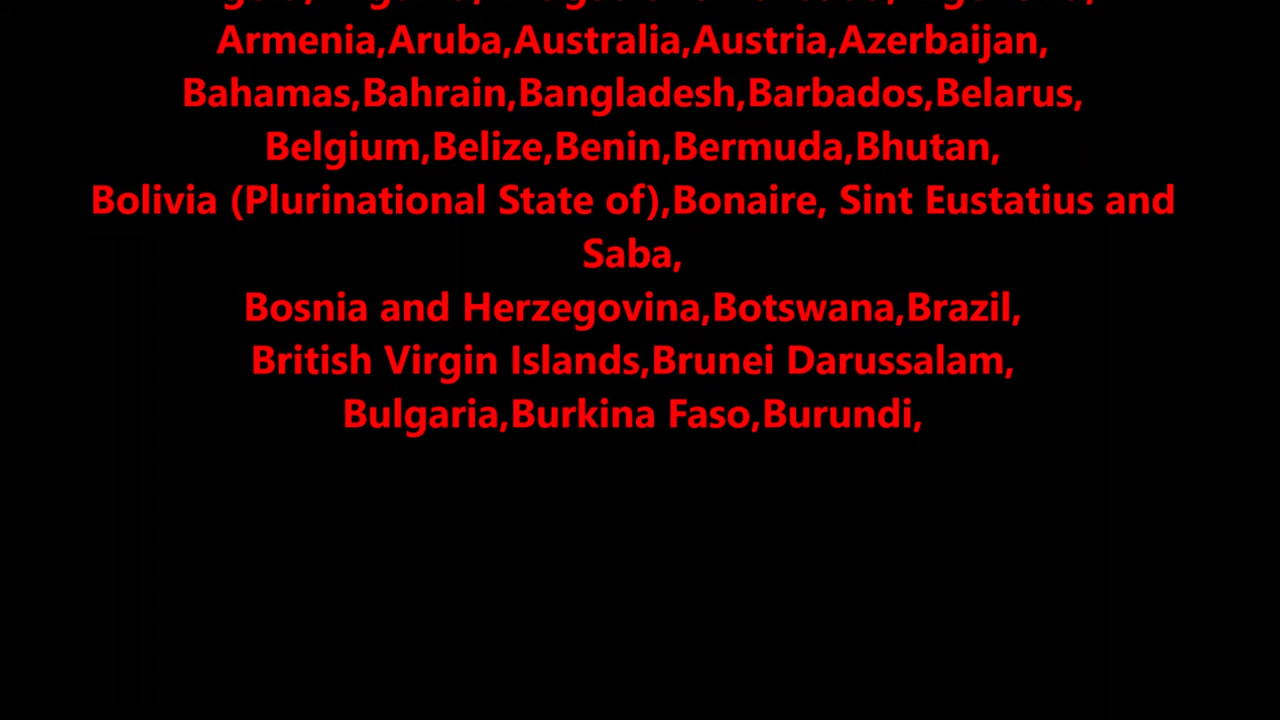 Armenia,Aruba,Australia,Austria,Azerbaijan,
Bahamas,Bahrain,Bangladesh,Barbados,Belarus,
Belgium,Belize,Benin,Bermuda,Bhutan,
Bolivia (Plurinational State of),Bonaire, Sint Eustatius and
Saba,
Bosnia and Herzegovina,Botswana,Brazil,
British Virgin Islands,Brunei Darussalam,
Bulgaria,Burkina Faso,Burundi,